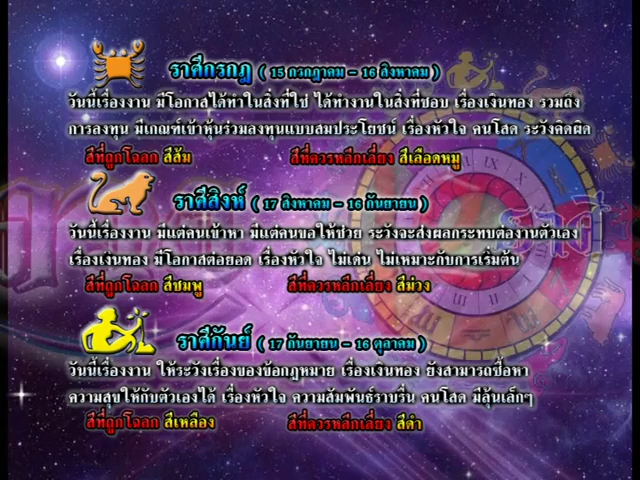 ราศีกรกฎ ( 15 กรกฎาคม - 16 สิงหาคม )
วันนี้เรื่องงาน มีโอกาสได้ทำในสิ่งที่ใช่ ได้ทำงานในสิ่งที่ชอบ เรื่องเงินทอง รวมถึง
การลงทุน มีเกณฑ์เข้าหุ้นร่วมลงทุนแบบสมประโยชน์ เรื่องหัวใจ คนโสด ระวังคิดผิด
สีที่ถูกโฉลก สีส้ม สีที่ควรหลีกเลี่ยง สีเลือดหมู
ราศีสิงห์ ( 17 สิงหาคม - 16 กันยายน )
วันนี้เรื่องงาน มีแต่คนเข้าหา มีแต่คนขอให้ช่วย ระวังจะส่งผลกระทบต่องานตัวเอง
เรื่องเงินทอง มีโอกาสต่อยอด เรื่องหัวใจ ไม่เด่น ไม่เหมาะกับการเริ่มต้น
สีที่ถูกโฉลก สีชมพู สีที่ควรหลีกเลี่ยง สีม่วง
ราศีกันย์ ( 17 กันยายน - 16 ตุลาคม )
วันนี้เรื่องงาน ให้ระวังเรื่องของข้อกฎหมาย เรื่องเงินทอง ยังสามารถซื้อหา
ความสุขให้กับตัวเองได้ เรื่องหัวใจ ความสัมพันธ์ราบรื่น คนโสด มีลุ้นเล็กๆ
สีที่ถูกโฉลก สีเหลือง สีที่ควรหลีกเลี่ยง สีดำ